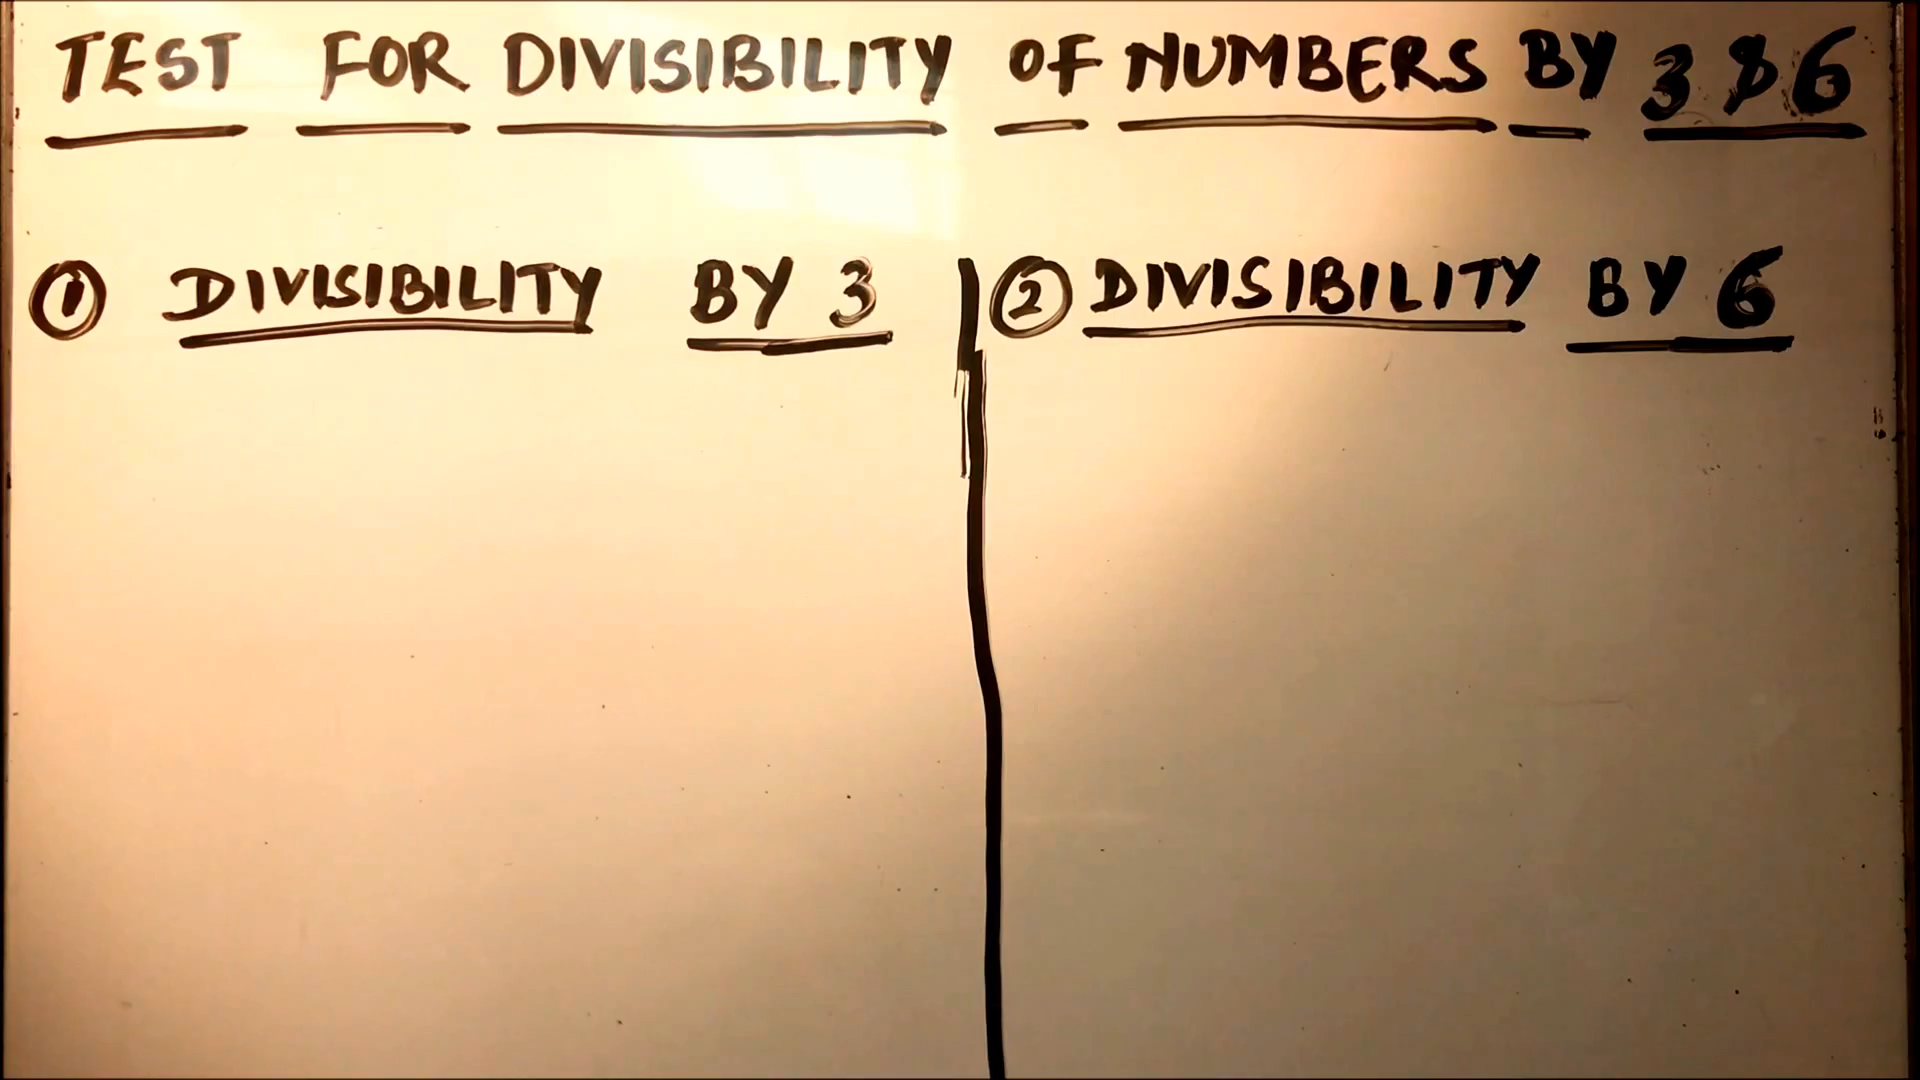 TEST FOR DIVISIBILITY OF NUMBERS BY 3 & 6
① DIVISIBILITY BY 3
② DIVISIBILITY BY 6